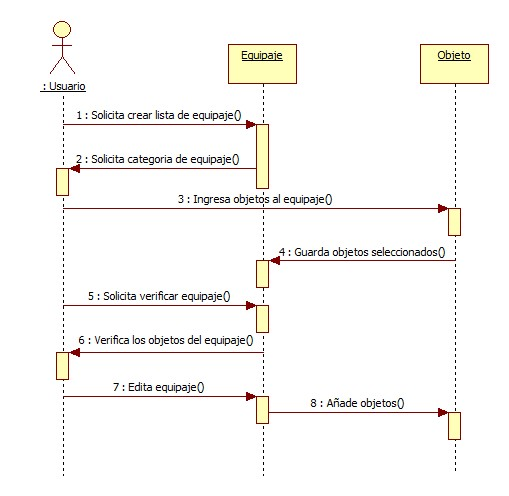 Equipaje
Objeto
: Usuario
1 : Solicita crear lista de equipaje()
2 : Solicita categoria de equipaje()
3 : Ingresa objetos al equipaje()
4 : Guarda objetos seleccionados()
5 : Solicita verificar equipaje()
6 : Verifica los objetos del equipaje()
7 : Edita equipaje()
8 : Añade objetos()